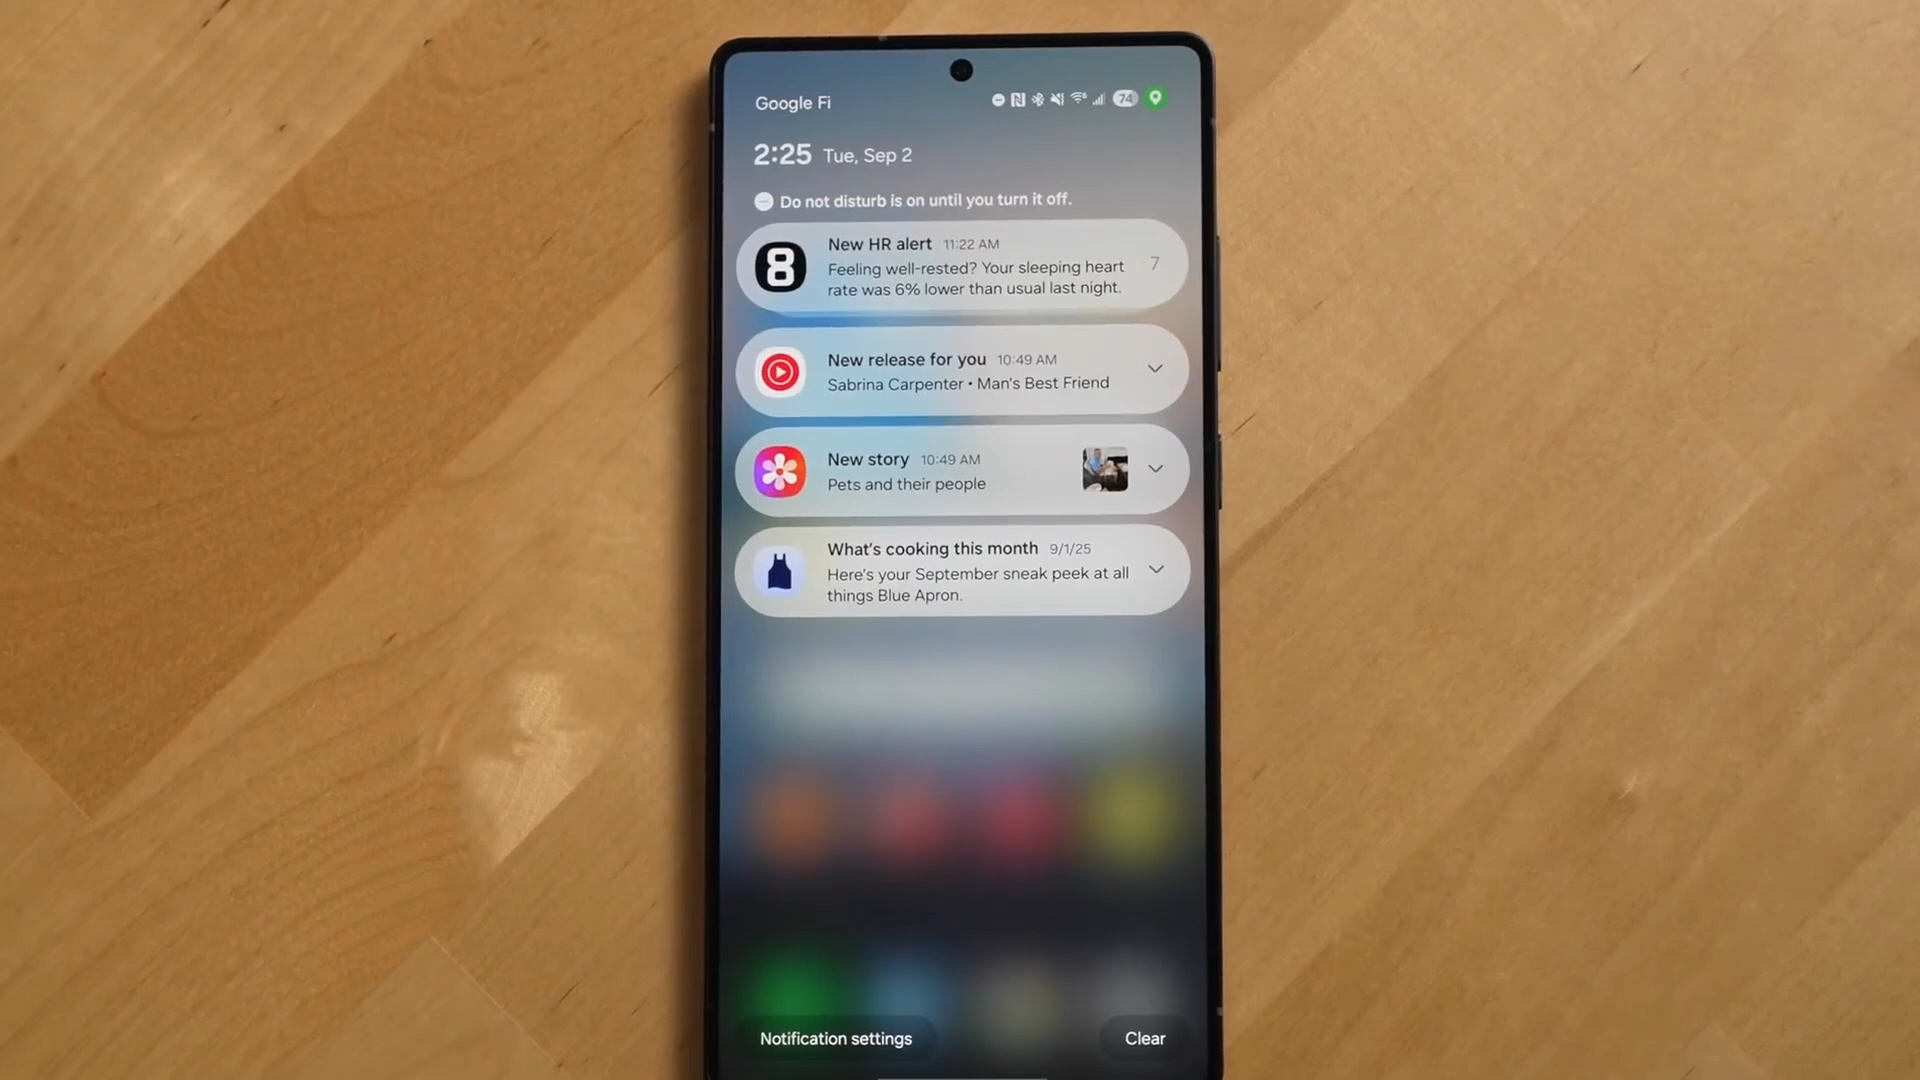 Google Fi
74
2:25 Tue, Sep 2
Do not disturb is on until you turn it off.
8
New HR alert 11:22 AM
Feeling well-rested? Your sleeping heart
rate was 6% lower than usual last night.
7
New release for you 10:49 AM
Sabrina Carpenter • Man's Best Friend
New story 10:49 AM
Pets and their people
What's cooking this month 9/1/25
Here's your September sneak peek at all
things Blue Apron.
Notification settings
Clear